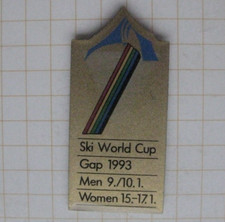 Ski World Cup
Gap 1993
Men 9./10.1.
Women 15.-17.1.